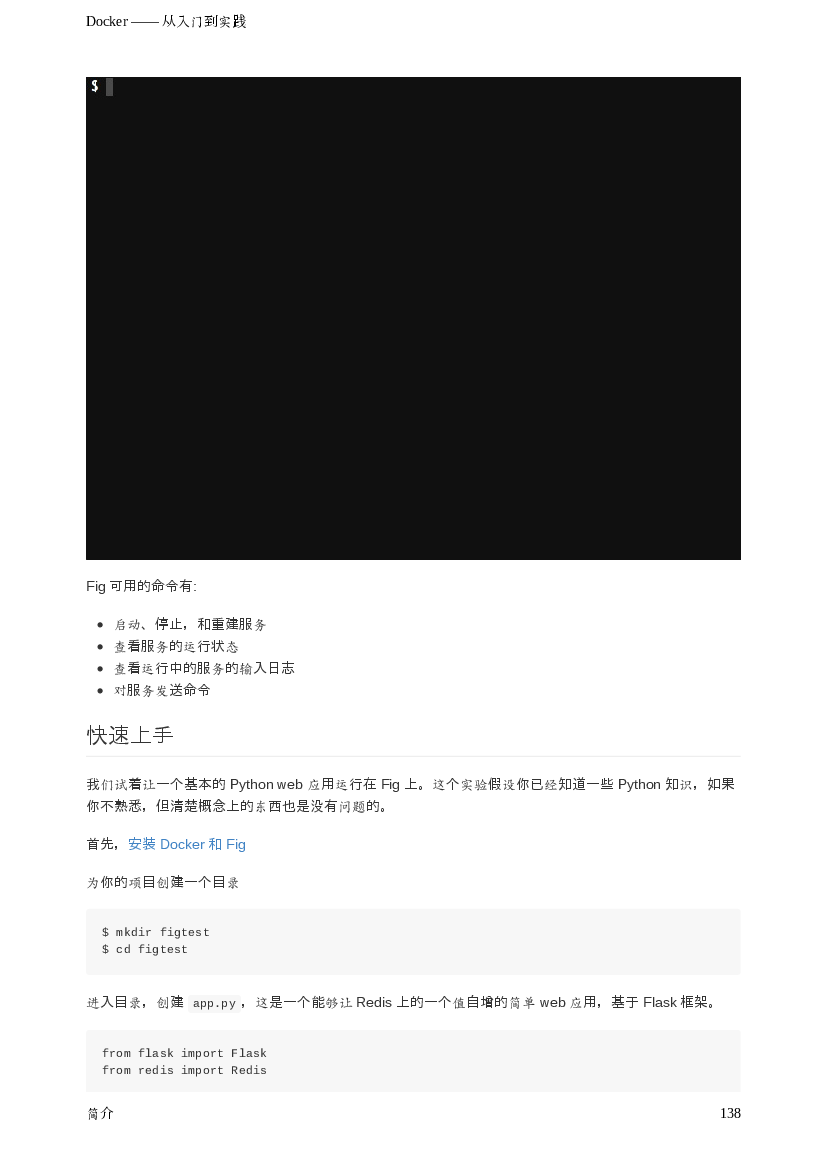 Docker —— 从入门到实践
$
Fig 可用的命令有:
• 启动、停止，和重建服务
• 查看服务的运行状态
• 查看运行中的服务的输入日志
• 对服务发送命令
快速上手
我们试着让一个基本的 Python web 应用运行在 Fig 上。这个实验假设你已经知道一些 Python 知识，如果
你不熟悉，但清楚概念上的东西也是没有问题的。
首先，安装 Docker 和 Fig
为你的项目创建一个目录
$ mkdir figtest
$ cd figtest
进入目录，创建 app.py，这是一个能够让 Redis 上的一个值自增的简单 web 应用，基于 Flask 框架。
from flask import Flask
from redis import Redis
简介
138